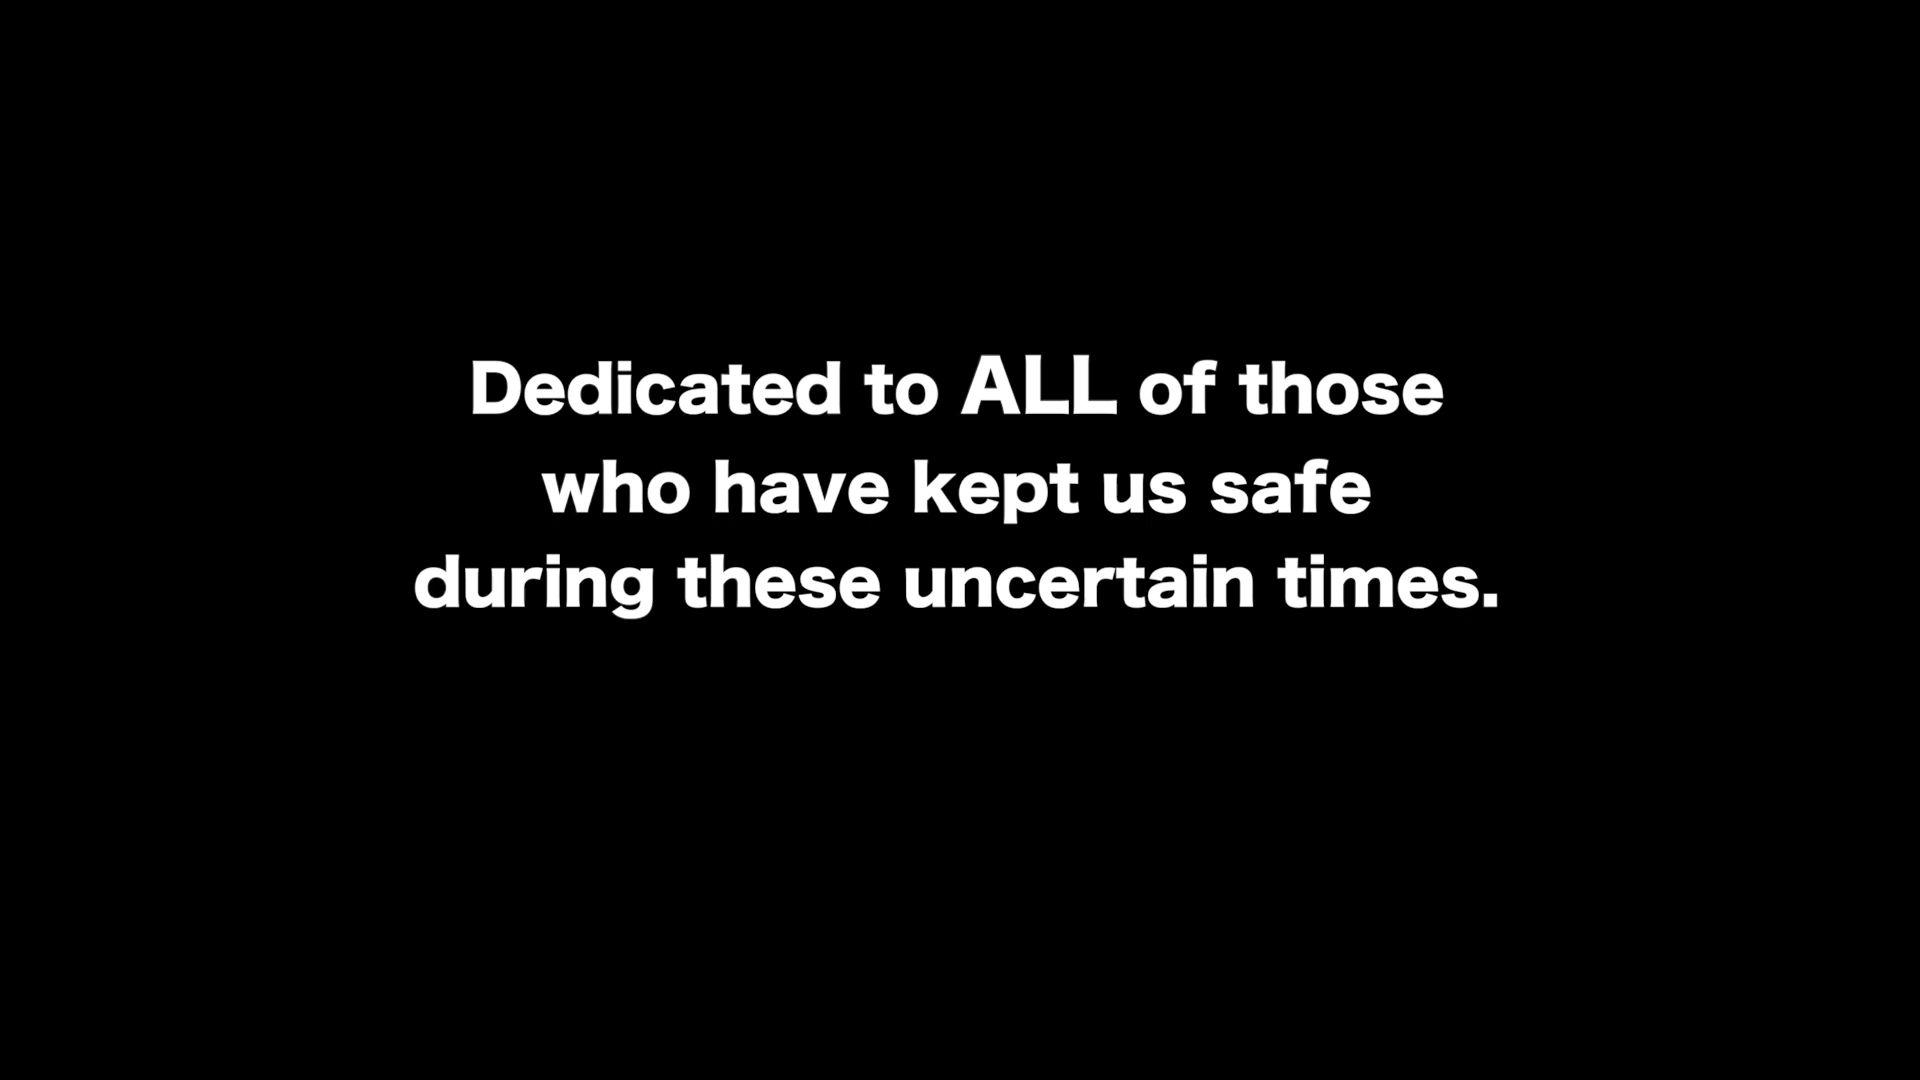 Dedicated to ALL of those
who have kept us safe
during these uncertain times.